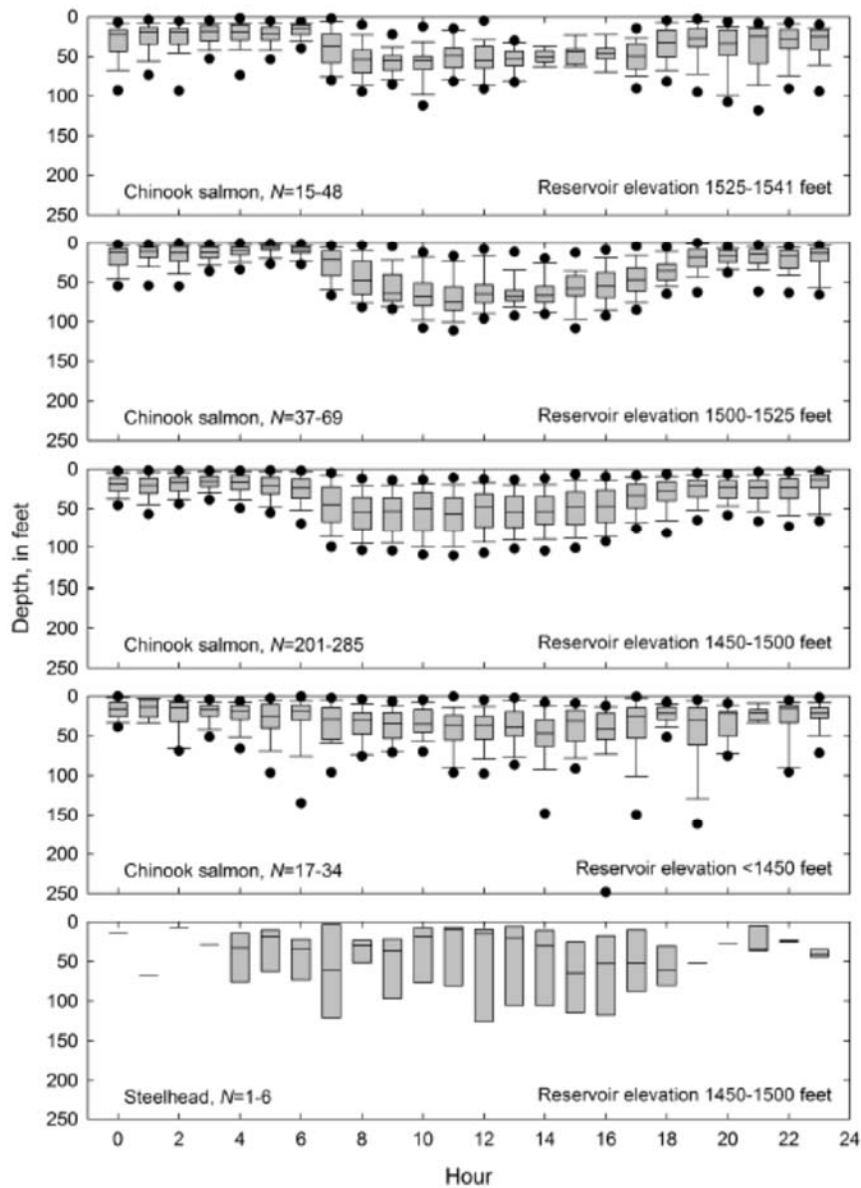 0
50
100
150
200
250
Chinook salmon, N=15-48
Reservoir elevation 1525-1541 feet
0
50
100
150
200
250
Chinook salmon, N=37-69
Reservoir elevation 1500-1525 feet
0
50
100
150
200
250
Chinook salmon, N=201-285
Reservoir elevation 1450-1500 feet
0
50
100
150
200
250
Chinook salmon, N=17-34
Reservoir elevation <1450 feet
0
50
100
150
200
250
Steelhead, N=1-6
Reservoir elevation 1450-1500 feet
Depth, in feet
0 2 4 6 8 10 12 14 16 18 20 22 24
Hour